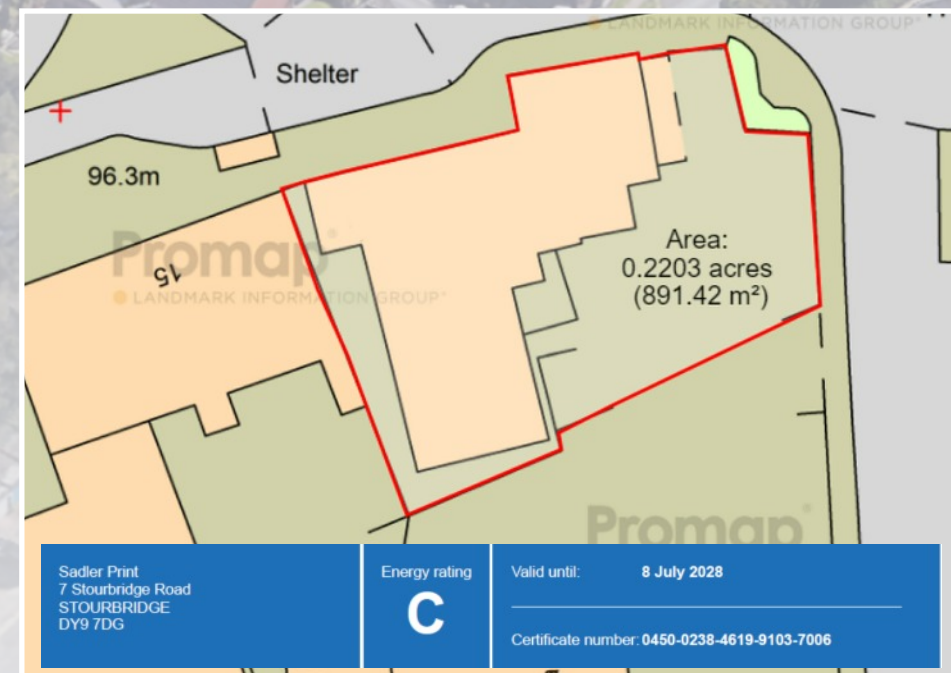 LANDMARK INFORMATION GROUP
Shelter
96.3m
Promap
15
LANDMARK INFORMATION GROUP
Area:
0.2203 acres
(891.42 m²)
Promap
Sadler Print
7 Stourbridge Road
STOURBRIDGE
DY9 7DG
Energy rating
C
Valid until: 8 July 2028
Certificate number: 0450-0238-4619-9103-7006